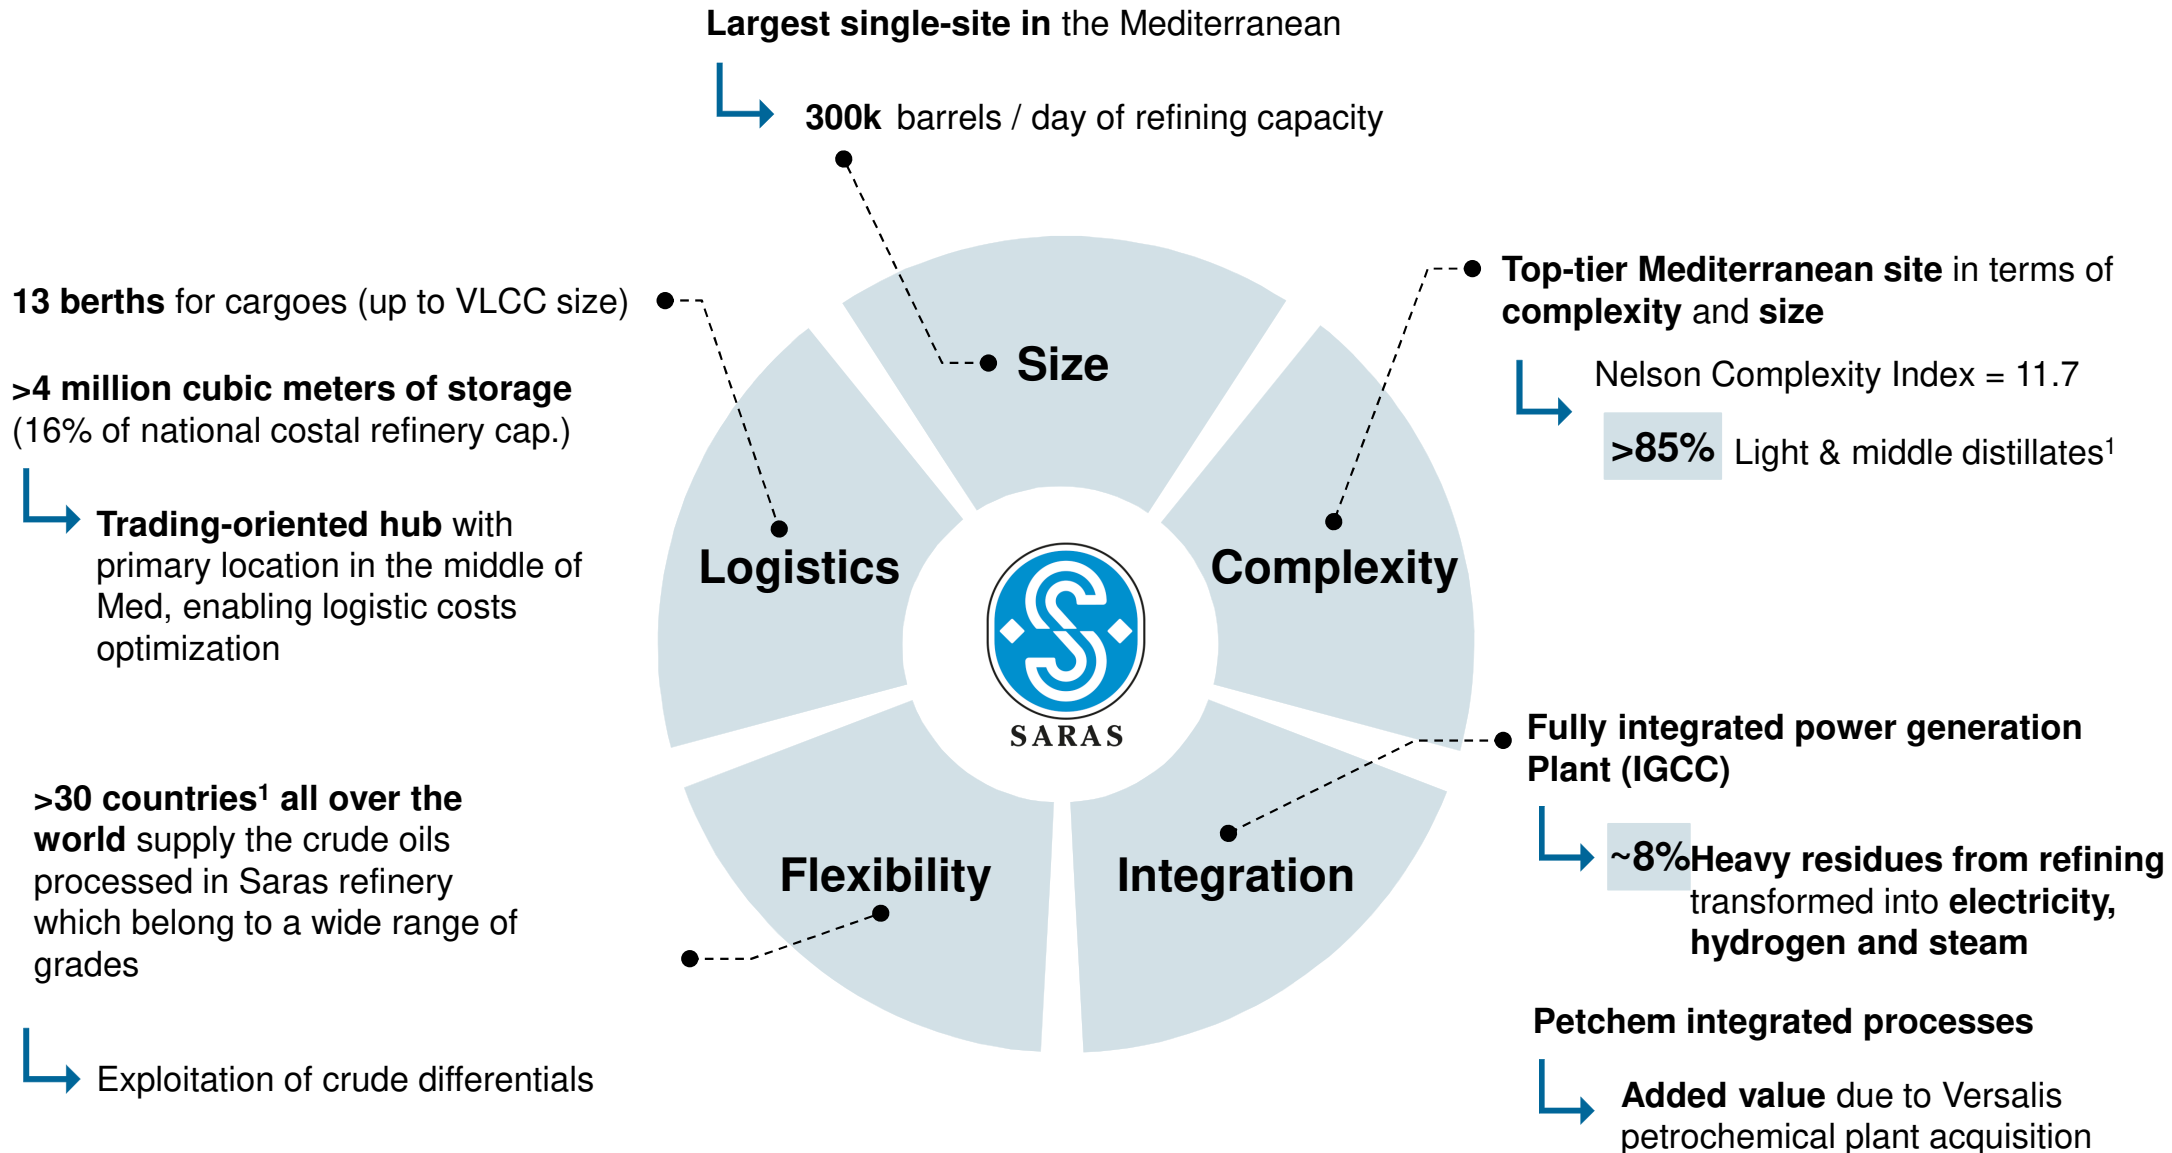 Largest single-site in the Mediterranean
300k barrels / day of refining capacity
Size
Top-tier Mediterranean site in terms of
complexity and size
Nelson Complexity Index = 11.7
>85% Light & middle distillates¹
Complexity
13 berths for cargoes (up to VLCC size)
>4 million cubic meters of storage
(16% of national costal refinery cap.)
Trading-oriented hub with
primary location in the middle of
Med, enabling logistic costs
optimization
Logistics
SARAS
Fully integrated power generation
Plant (IGCC)
~8% Heavy residues from refining
transformed into electricity,
hydrogen and steam
Petchem integrated processes
Added value due to Versalis
petrochemical plant acquisition
Integration
>30 countries¹ all over the
world supply the crude oils
processed in Saras refinery
which belong to a wide range of
grades
Exploitation of crude differentials
Flexibility